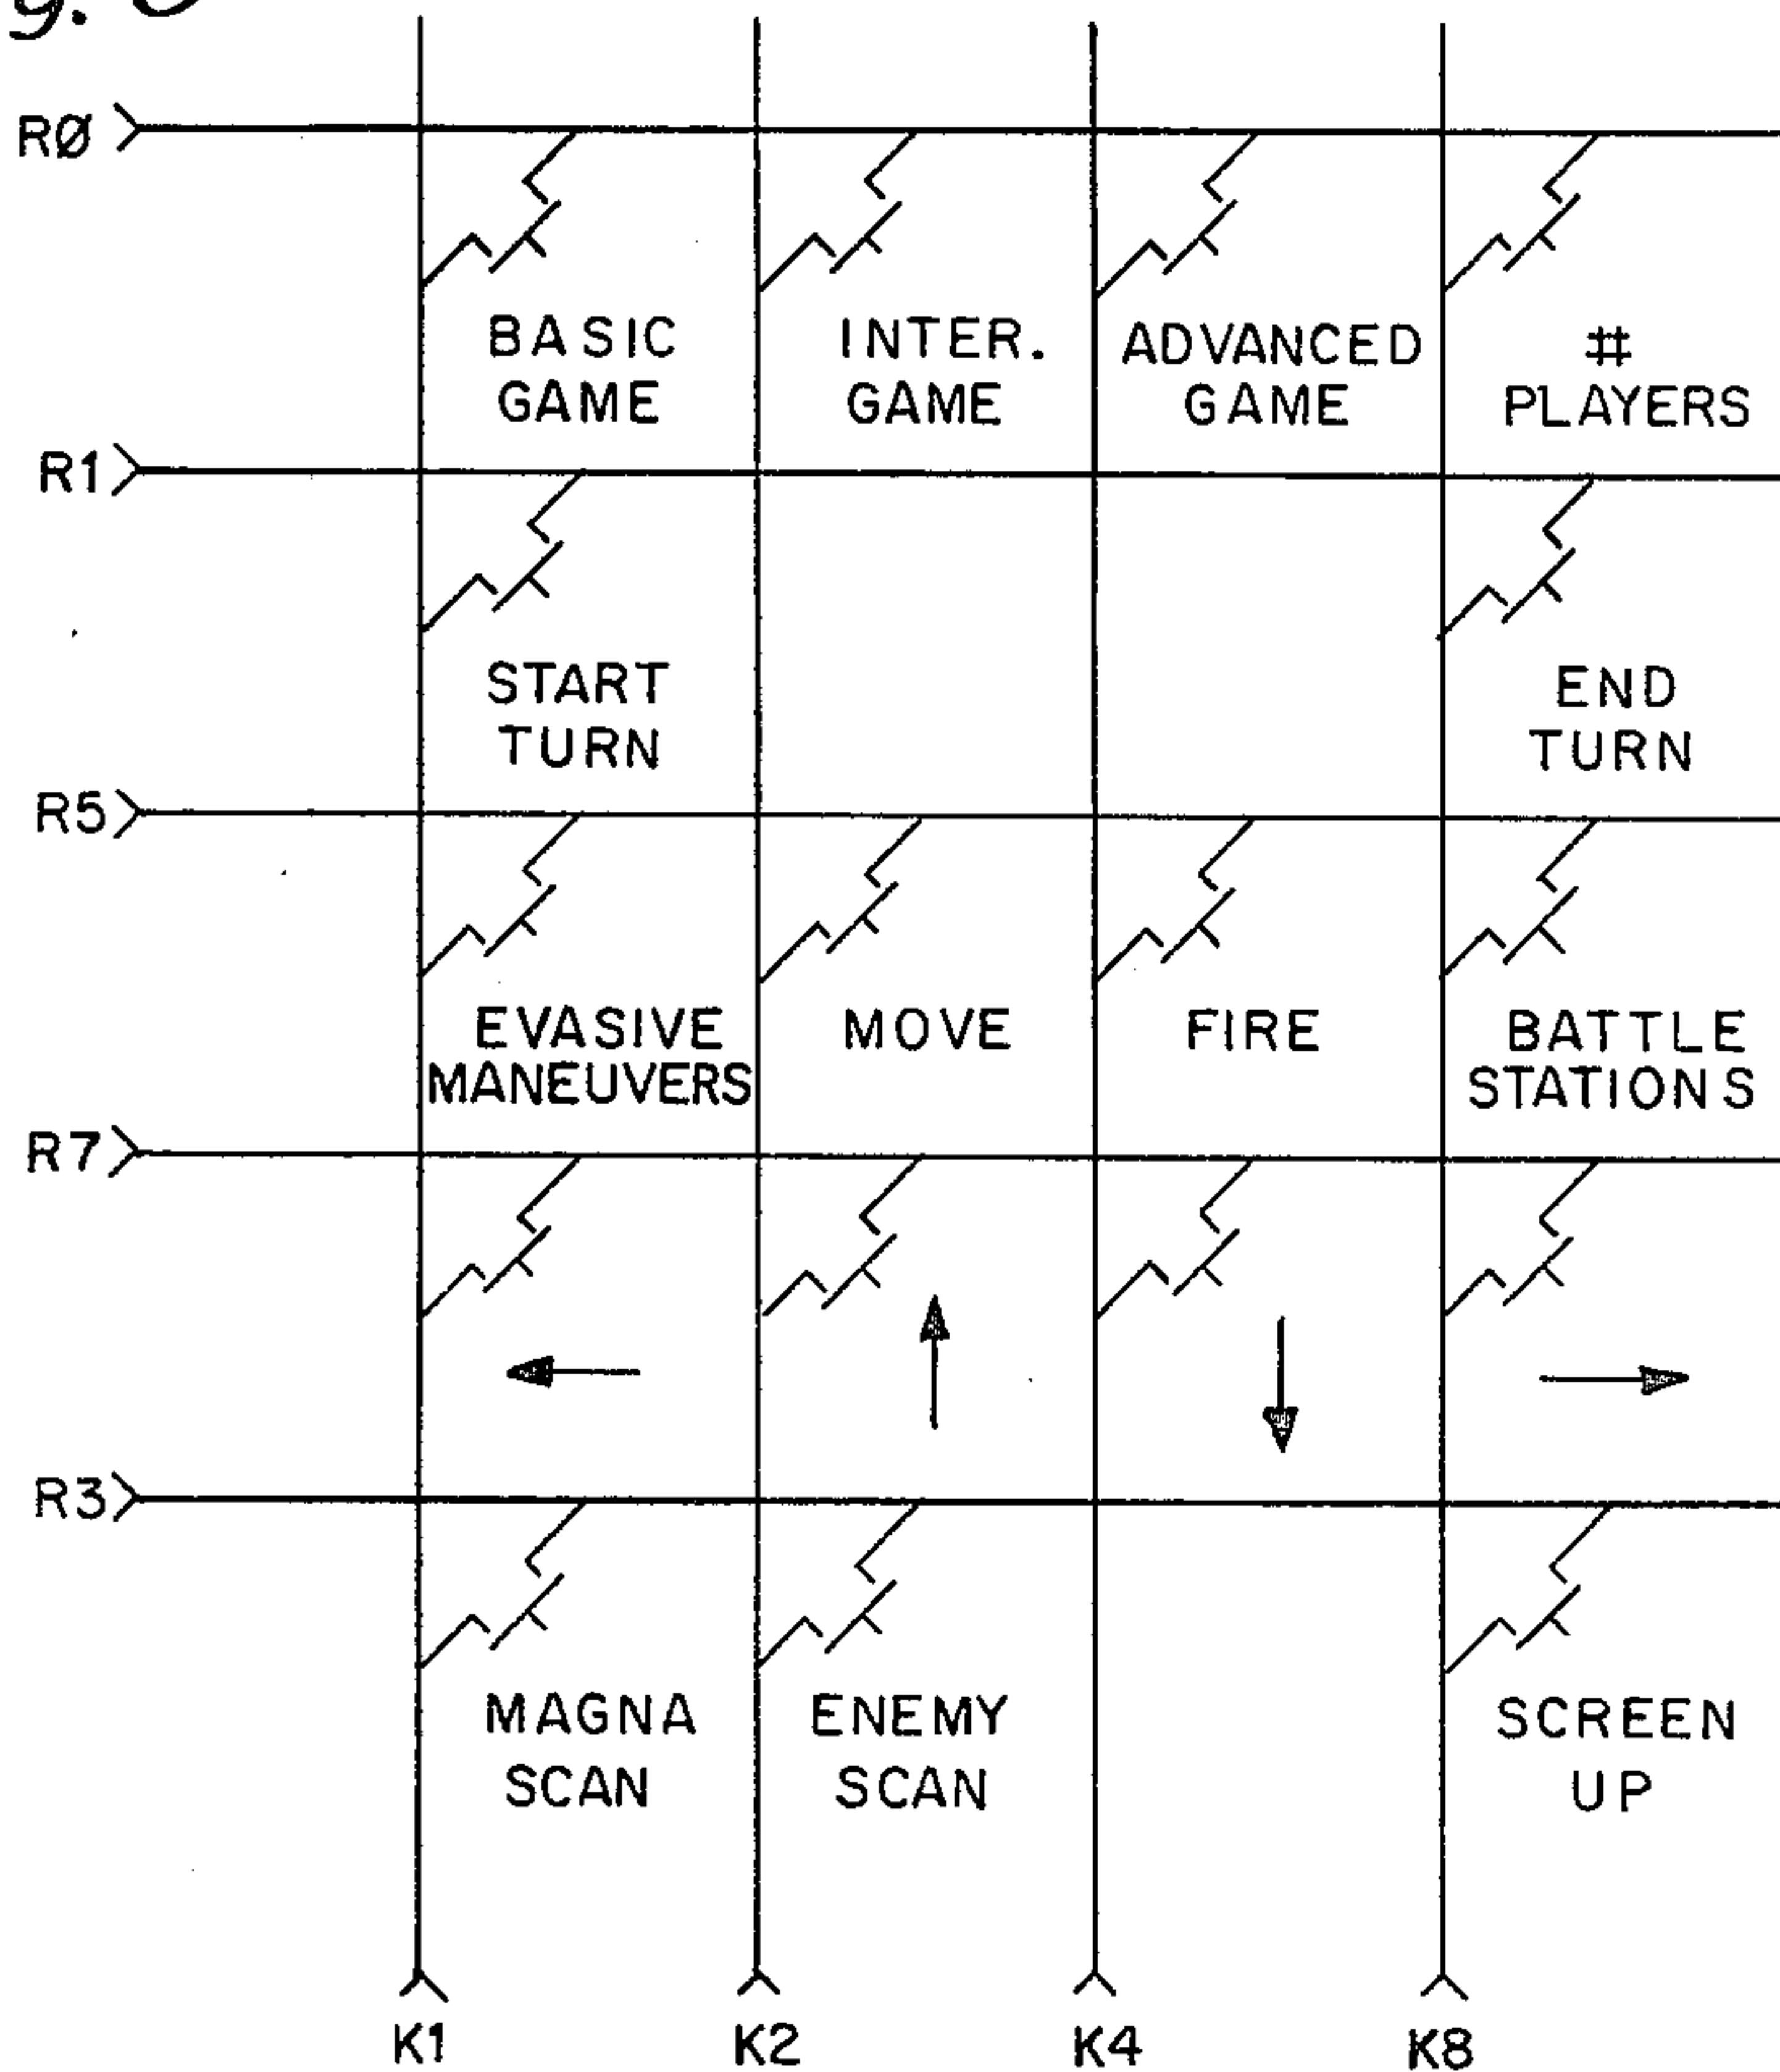 RØ
BASIC GAME
INTER. GAME
ADVANCED GAME
# PLAYERS
R1
START TURN
END TURN
R5
EVASIVE MANEUVERS
MOVE
FIRE
BATTLE STATIONS
R7
R3
MAGNA SCAN
ENEMY SCAN
SCREEN UP
K1
K2
K4
K8